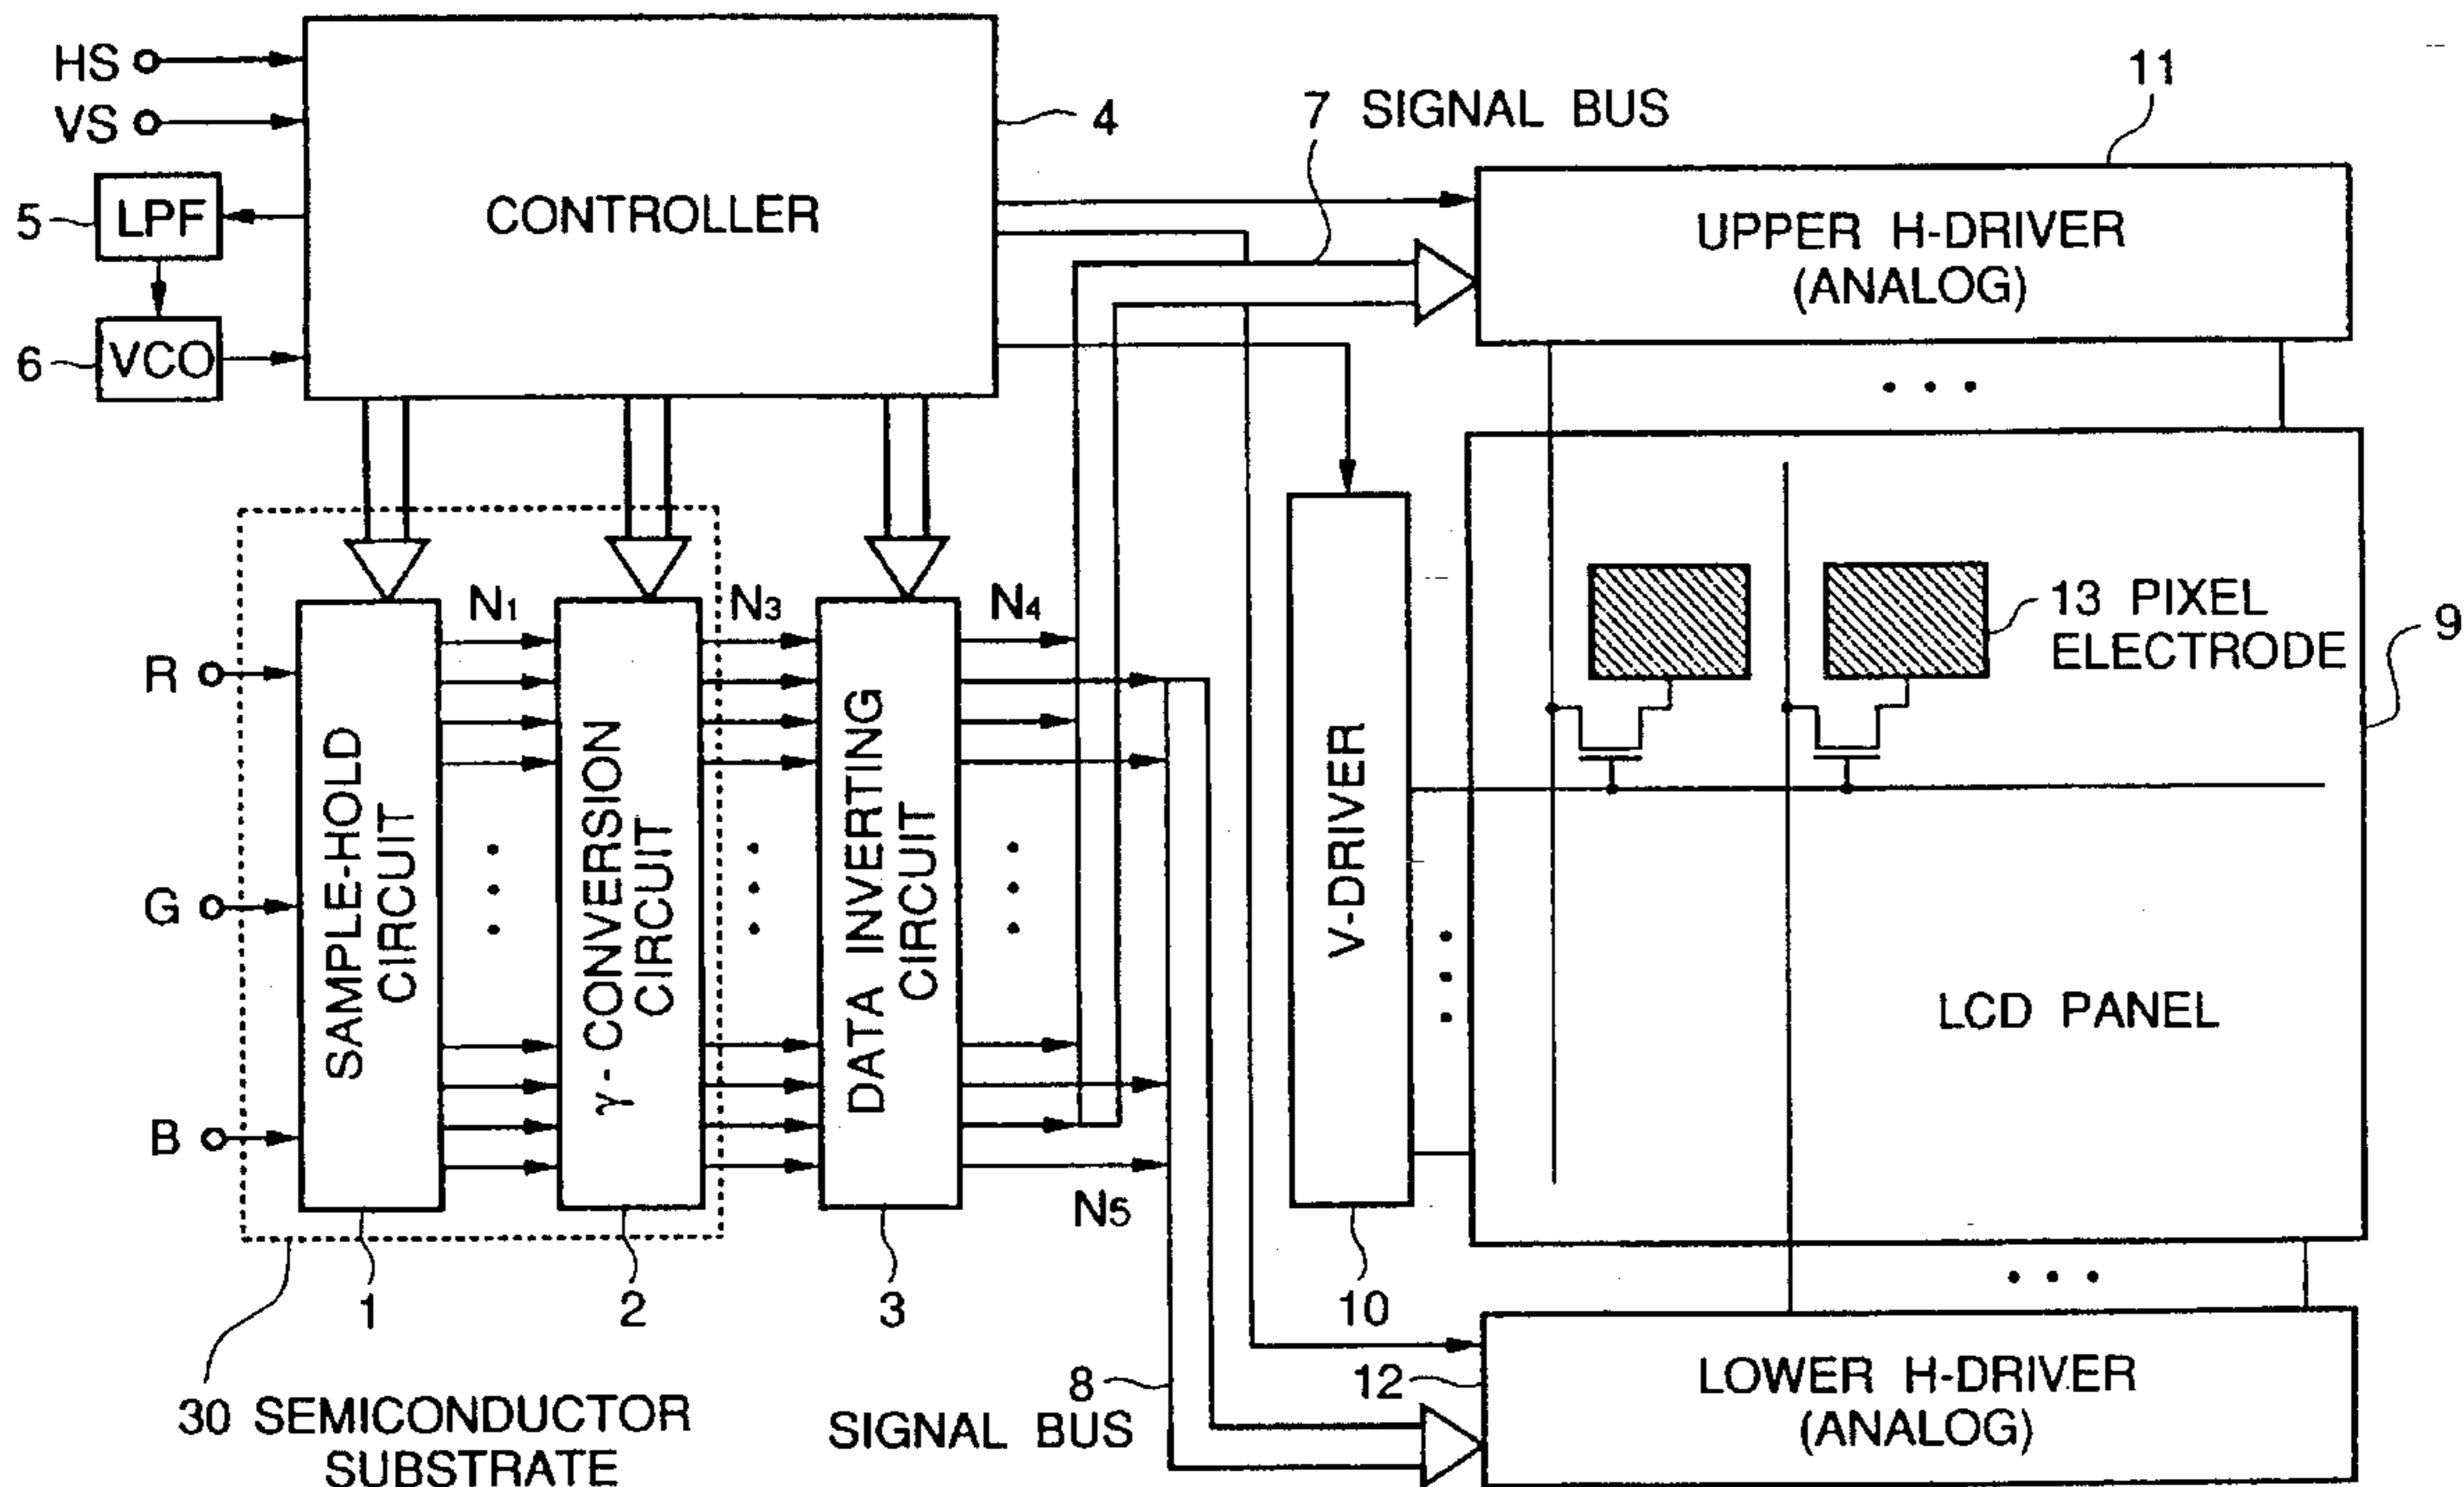 HS
VS
5
LPF
6
VCO
CONTROLLER
4
7 SIGNAL BUS
11
UPPER H-DRIVER
(ANALOG)
R
G
B
N1
N3
N4
N5
SAMPLE-HOLD
CIRCUIT
γ- CONVERSION
CIRCUIT
DATA INVERTING
CIRCUIT
V-DRIVER
13 PIXEL
ELECTRODE
9
LCD PANEL
1
2
3
10
30 SEMICONDUCTOR
SUBSTRATE
8
SIGNAL BUS
12
LOWER H-DRIVER
(ANALOG)